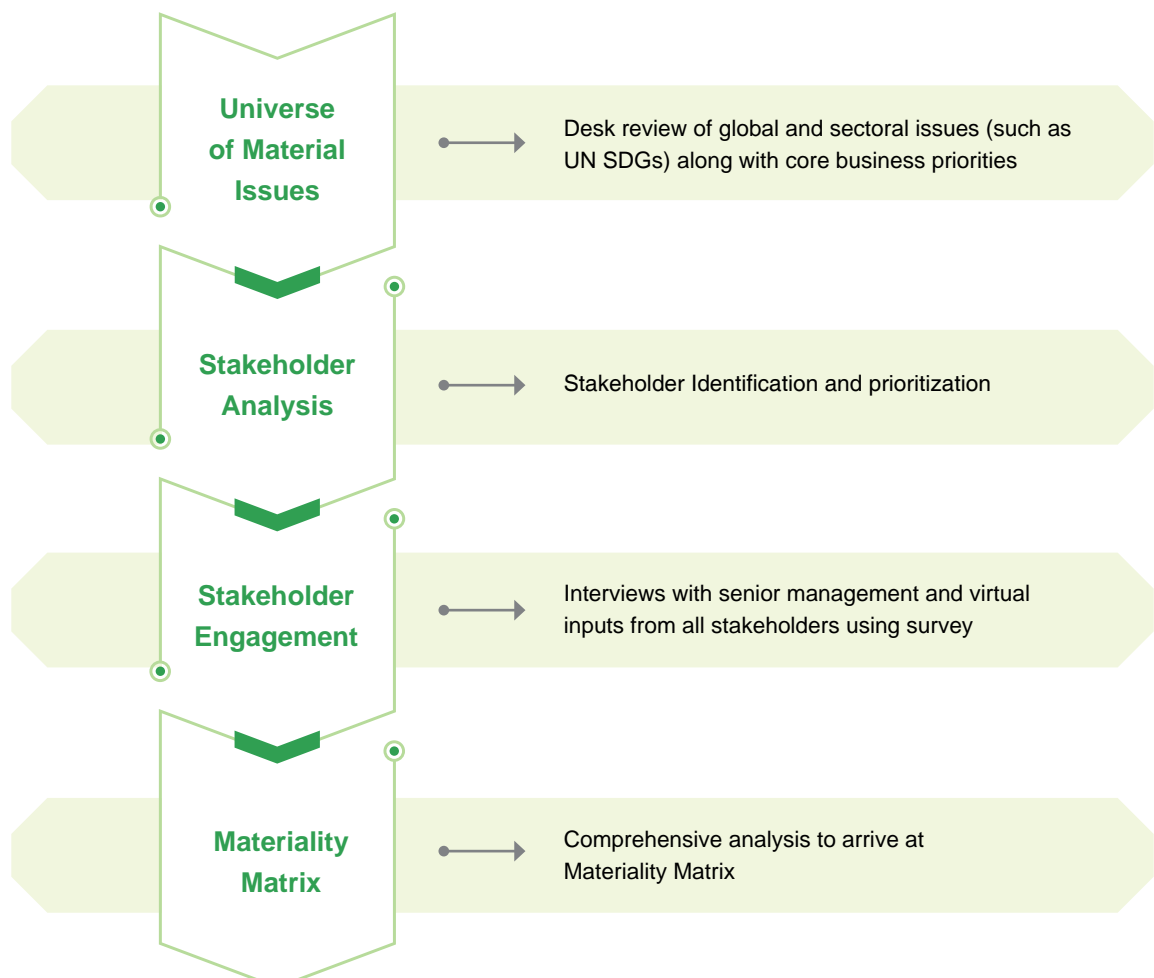 Universe
of Material
Issues
Desk review of global and sectoral issues (such as
UN SDGs) along with core business priorities
Stakeholder
Analysis
Stakeholder Identification and prioritization
Stakeholder
Engagement
Interviews with senior management and virtual
inputs from all stakeholders using survey
Materiality
Matrix
Comprehensive analysis to arrive at
Materiality Matrix